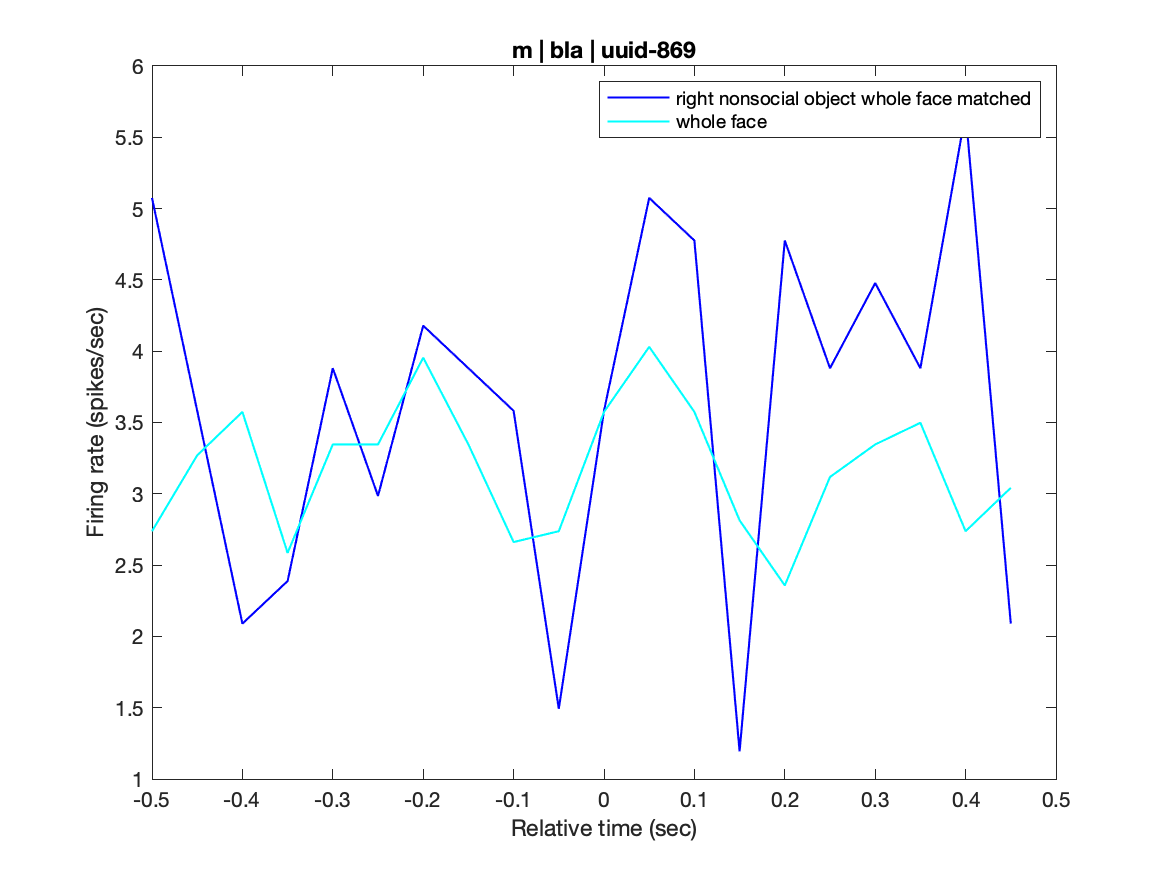 m | bla | uuid-869
right nonsocial object whole face matched
whole face
6
5.5
5
4.5
4
3.5
3
2.5
2
1.5
1
Firing rate (spikes/sec)
-0.5 -0.4 -0.3 -0.2 -0.1 0 0.1 0.2 0.3 0.4 0.5
Relative time (sec)